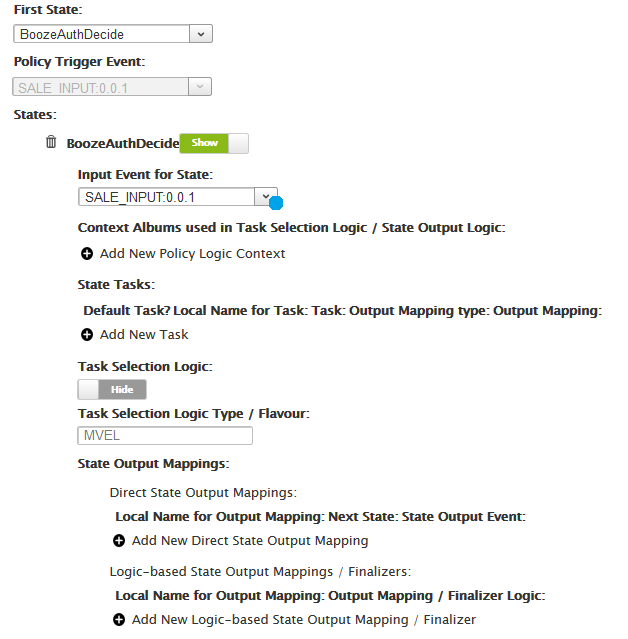 First State:
BoozeAuthDecide
Policy Trigger Event:
SALE_INPUT:0.0.1
States:
BoozeAuthDecide Show
Input Event for State:
SALE_INPUT:0.0.1
Context Albums used in Task Selection Logic / State Output Logic:
Add New Policy Logic Context
State Tasks:
Default Task? Local Name for Task: Task: Output Mapping type: Output Mapping:
Add New Task
Task Selection Logic:
Hide
Task Selection Logic Type / Flavour:
MVEL
State Output Mappings:
Direct State Output Mappings:
Local Name for Output Mapping: Next State: State Output Event:
Add New Direct State Output Mapping
Logic-based State Output Mappings / Finalizers:
Local Name for Output Mapping: Output Mapping / Finalizer Logic:
Add New Logic-based State Output Mapping / Finalizer